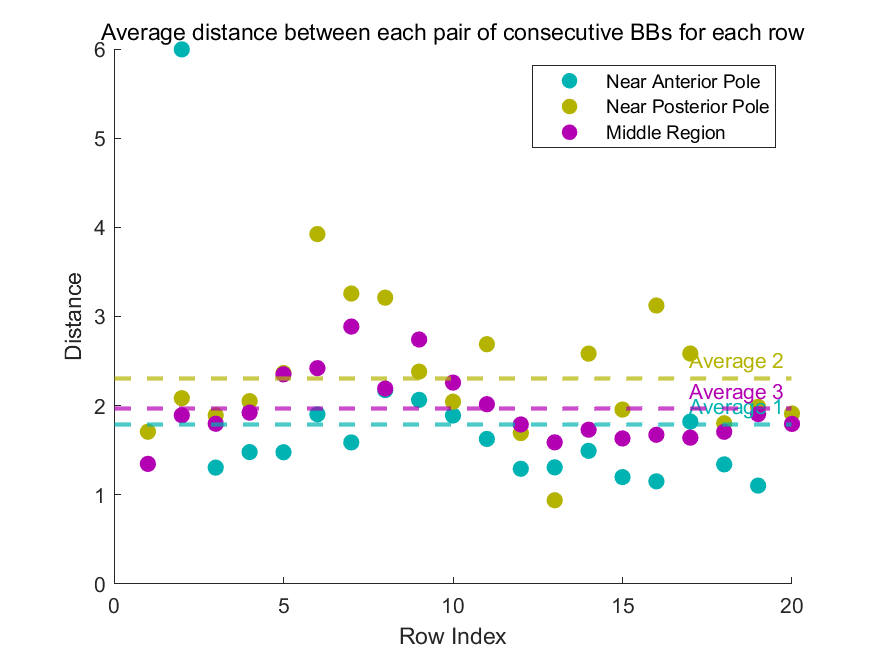 Average distance between each pair of consecutive BBs for each row
6
5
4
3
2
1
0
Distance
Near Anterior Pole
Near Posterior Pole
Middle Region
Average 2
Average 3
Average 1
0
5
10
15
20
Row Index